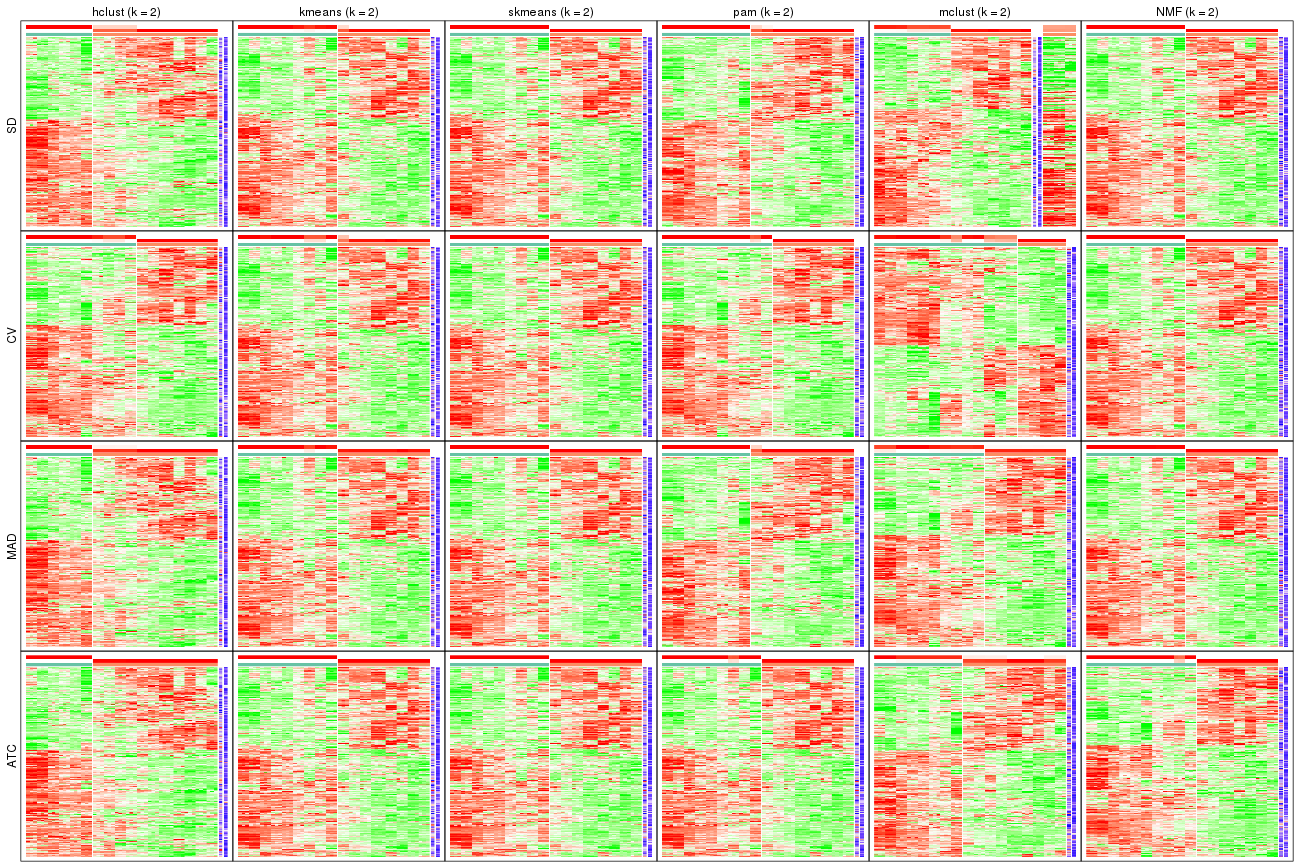 hclust (k = 2) kmeans (k = 2) skmeans (k = 2) pam (k = 2) mclust (k = 2) NMF (k = 2)
SD
CV
MAD
ATC